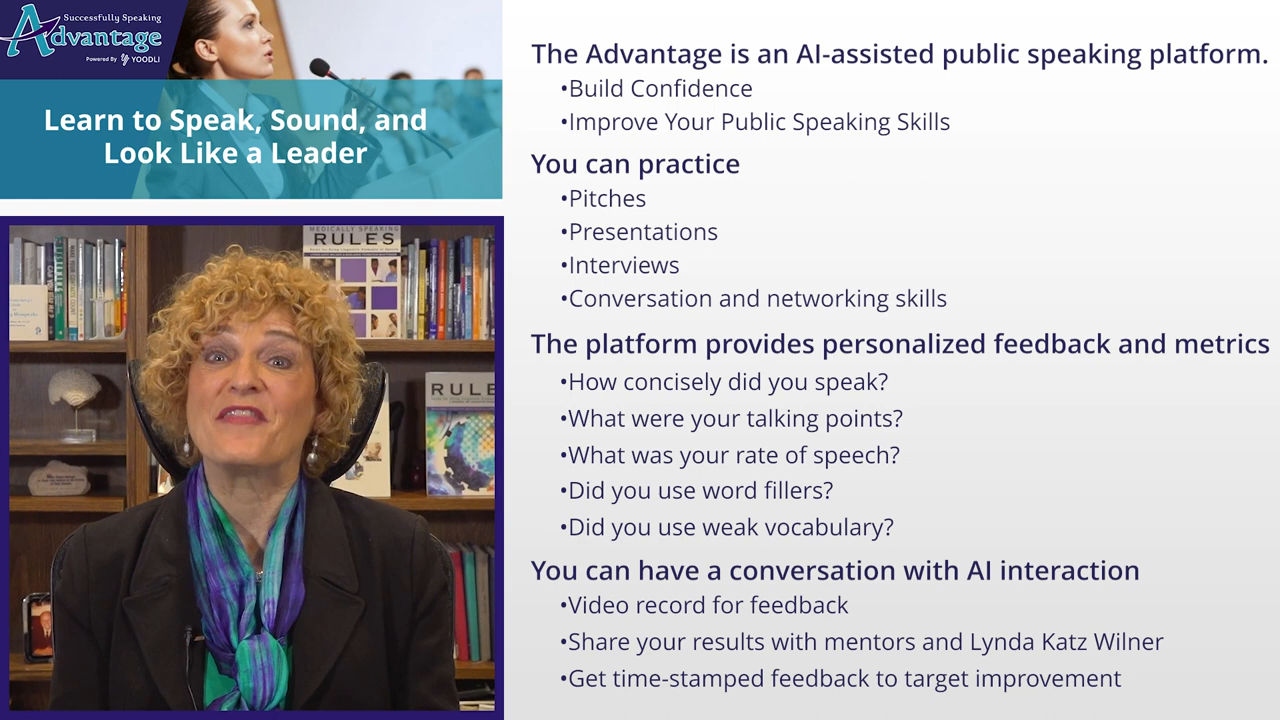 Successfully Speaking
Advantage
Powered By YOODLI
Learn to Speak, Sound, and
Look Like a Leader
MEDICALLY SPEAKING
RULES
RULE
The Advantage is an AI-assisted public speaking platform.
•Build Confidence
•Improve Your Public Speaking Skills
You can practice
•Pitches
•Presentations
•Interviews
•Conversation and networking skills
The platform provides personalized feedback and metrics
•How concisely did you speak?
•What were your talking points?
•What was your rate of speech?
•Did you use word fillers?
•Did you use weak vocabulary?
You can have a conversation with AI interaction
•Video record for feedback
•Share your results with mentors and Lynda Katz Wilner
•Get time-stamped feedback to target improvement